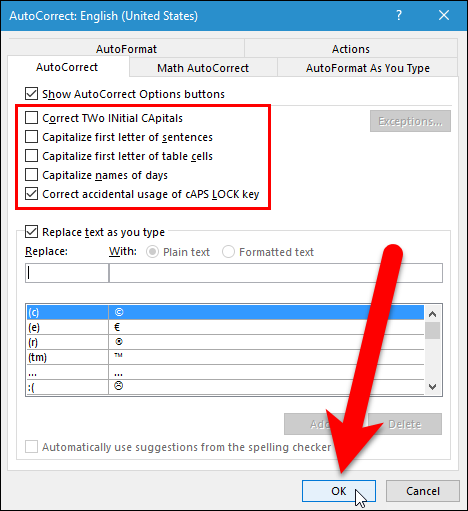 AutoCorrect: English (United States)
?
AutoFormat Actions
AutoCorrect Math AutoCorrect AutoFormat As You Type
Show AutoCorrect Options buttons
Correct TWo INitial CApitals
Exceptions...
Capitalize first letter of sentences
Capitalize first letter of table cells
Capitalize names of days
Correct accidental usage of cAPS LOCK key
Replace text as you type
Replace: With: Plain text Formatted text
(c) ©
(e) €
(r) ®
(tm) ™
... ...
:( ☹
Delete
Automatically use suggestions from the spelling checker
OK Cancel